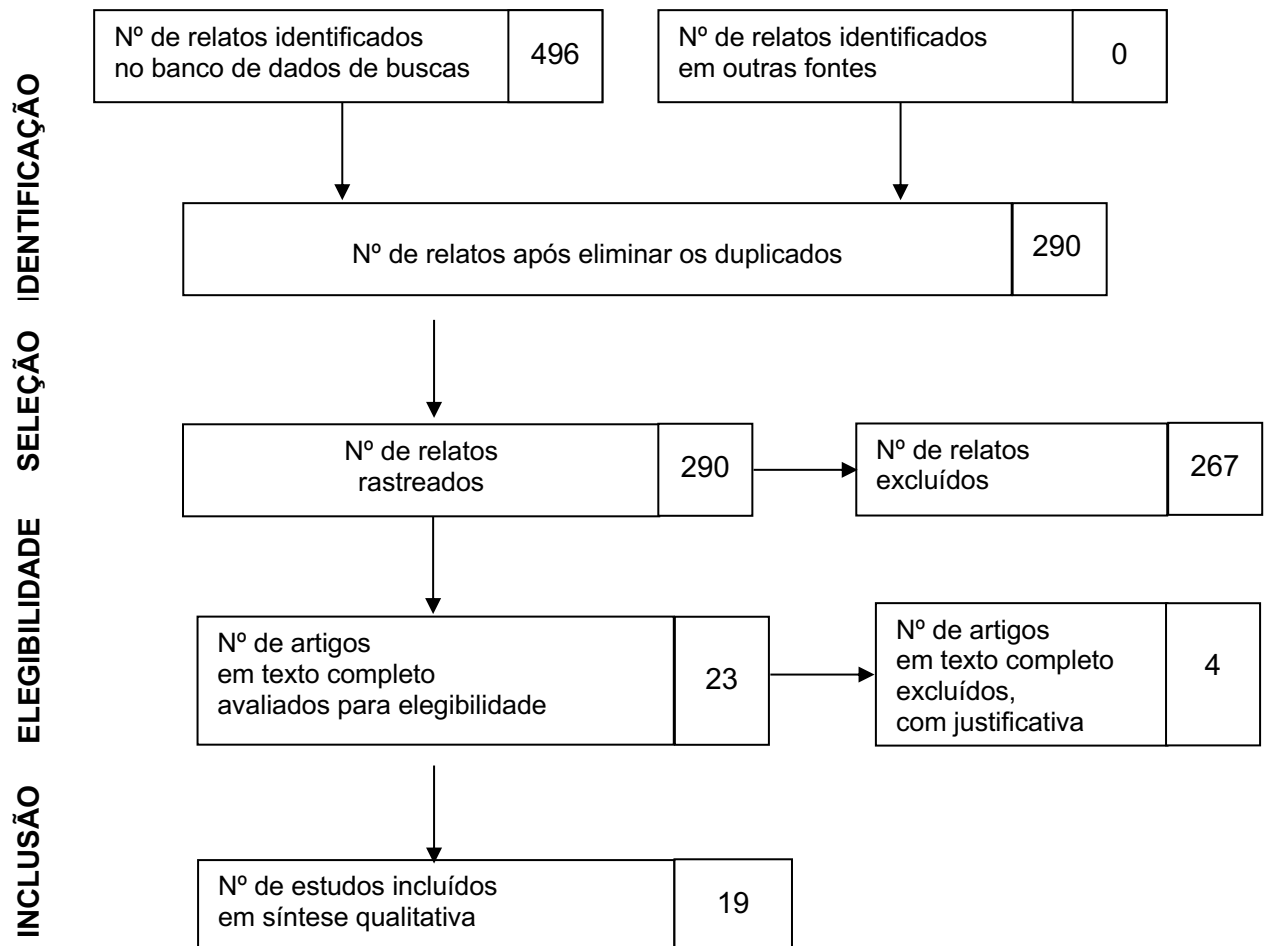 IDENTIFICAÇÃO
Nº de relatos identificados
no banco de dados de buscas
496
Nº de relatos identificados
em outras fontes
0
Nº de relatos após eliminar os duplicados
290
SELEÇÃO
Nº de relatos
rastreados
290
Nº de relatos
excluídos
267
ELEGIBILIDADE
Nº de artigos
em texto completo
avaliados para elegibilidade
23
Nº de artigos
em texto completo
excluídos,
com justificativa
4
INCLUSÃO
Nº de estudos incluídos
em síntese qualitativa
19